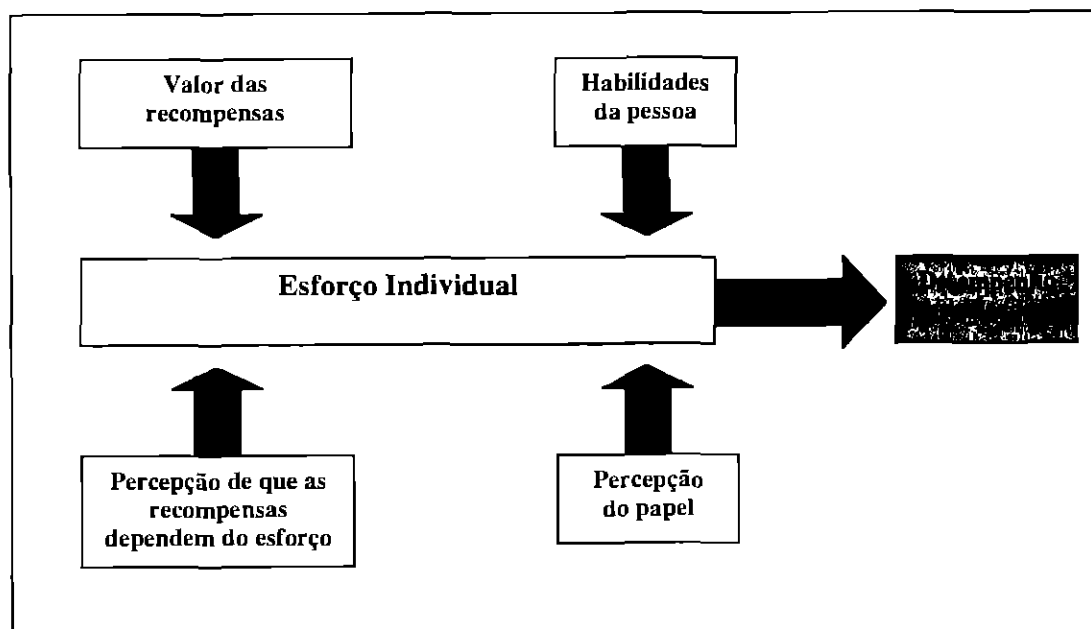 Valor das
recompensas
Habilidades
da pessoa
Esforço Individual
Desempenho
Percepção de que as
recompensas
dependem do esforço
Percepção
do papel